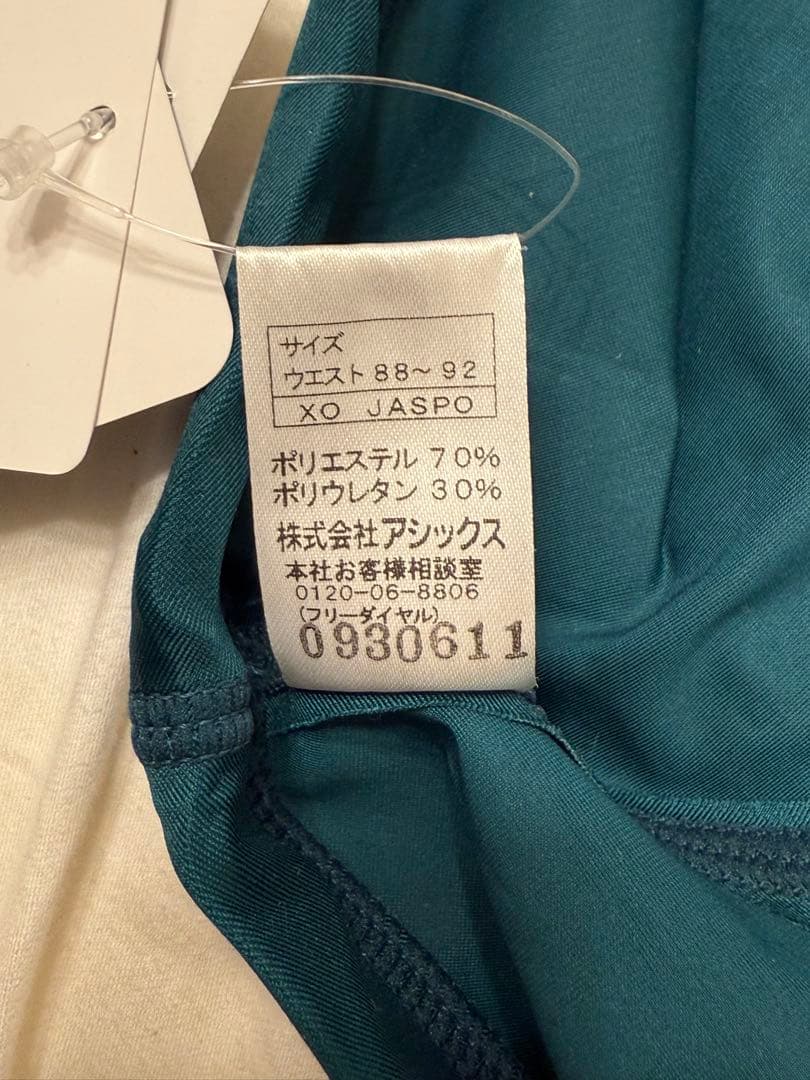 サイズ
ウエスト 88〜92
XO JASPO
ポリエステル 70%
ポリウレタン 30%
株式会社アシックス
本社お客様相談室
0120-06-8806
(フリーダイヤル)
0930611